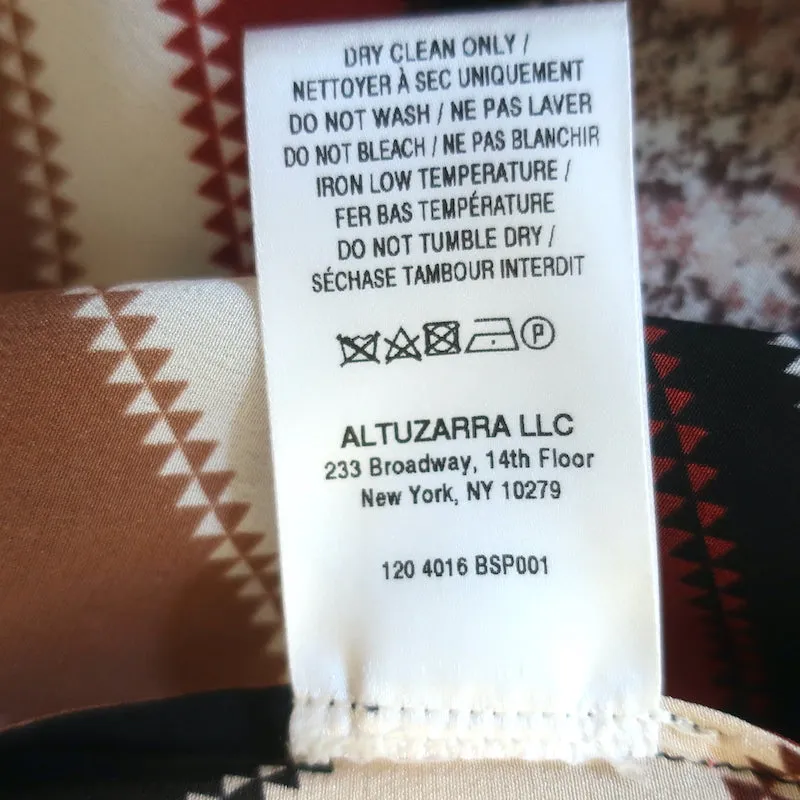 DRY CLEAN ONLY /
NETTOYER À SEC UNIQUEMENT
DO NOT WASH / NE PAS LAVER
DO NOT BLEACH / NE PAS BLANCHIR
IRON LOW TEMPERATURE /
FER BAS TEMPÉRATURE
DO NOT TUMBLE DRY /
SÉCHASE TAMBOUR INTERDIT
P
ALTUZARRA LLC
233 Broadway, 14th Floor
New York, NY 10279
120 4016 BSP001